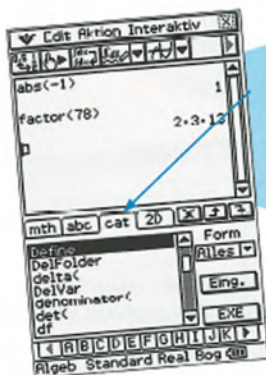 Edit Aktion Interaktiv
abs(-1)
1
factor(78)
2·3·13
mth abc cat 2D
Define
DelFolder
delta(
DelVar
denominator(
det(
df
Form
Alles
Eing.
EXE
A B C D E F G H I J K
Algeb Standard Real Bog